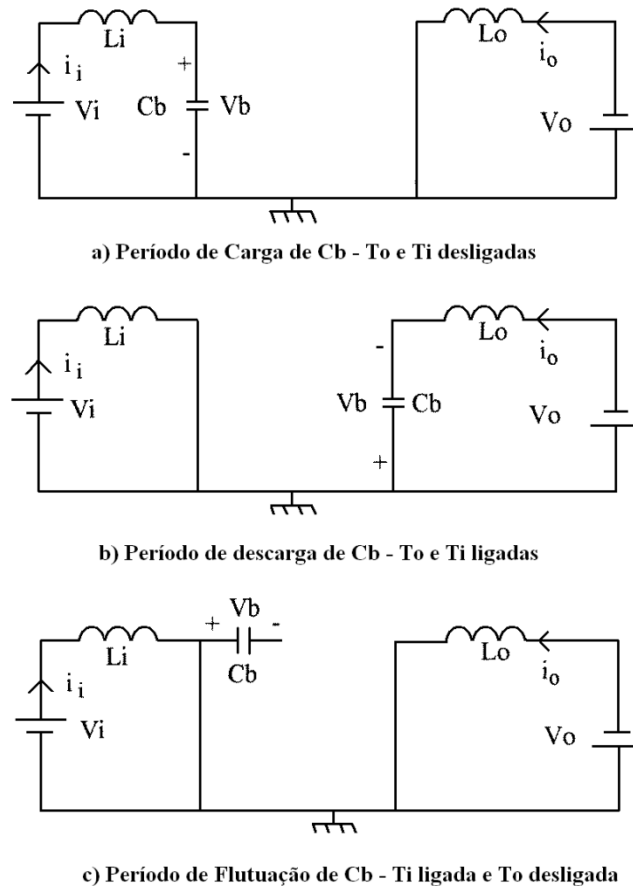 Li
Lo
i i
+
io
Vi
Cb
Vb
Vo
-
a) Período de Carga de Cb - To e Ti desligadas
Li
-
Lo
i i
io
Vi
Vb
Cb
Vo
+
b) Período de descarga de Cb - To e Ti ligadas
Vb
+
-
Li
Cb
Lo
i i
io
Vi
Vo
c) Período de Flutuação de Cb - Ti ligada e To desligada